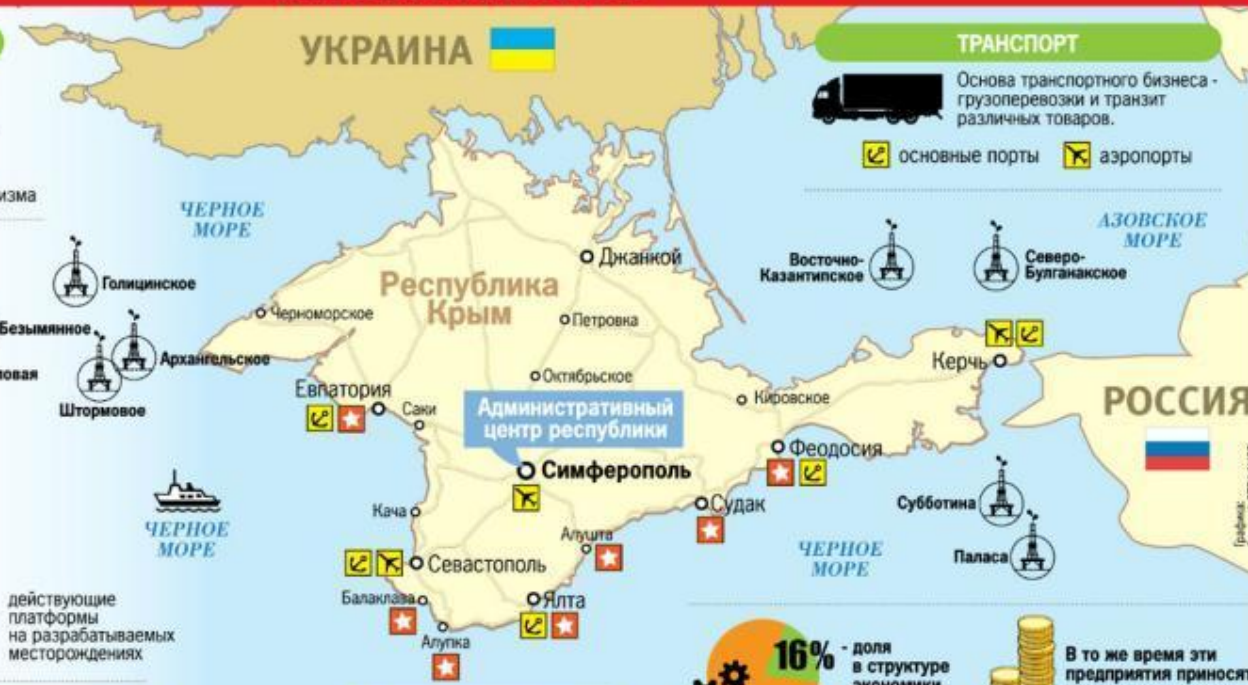 УКРАИНА
ТРАНСПОРТ
Основа транспортного бизнеса -
грузоперевозки и транзит
различных товаров.
основные порты
аэропорты
ЧЕРНОЕ
МОРЕ
АЗОВСКОЕ
МОРЕ
Восточно-
Казантипское
Северо-
Булганакское
Голицинское
Безымянное
Архангельское
Штормовое
Республика
Крым
Джанкой
Черноморское
Петровка
Октябрьское
Евпатория
Саки
Кировское
Керчь
РОССИЯ
Административный
центр республики
Симферополь
Феодосия
Судак
Кача
Алушта
Севастополь
Балаклава
Ялта
Алупка
Субботина
Паласа
ЧЕРНОЕ
МОРЕ
ЧЕРНОЕ
МОРЕ
действующие
платформы
на разрабатываемых
месторождениях
16% - доля
в структуре
экономики
В то же время эти
предприятия приносят
Графика: